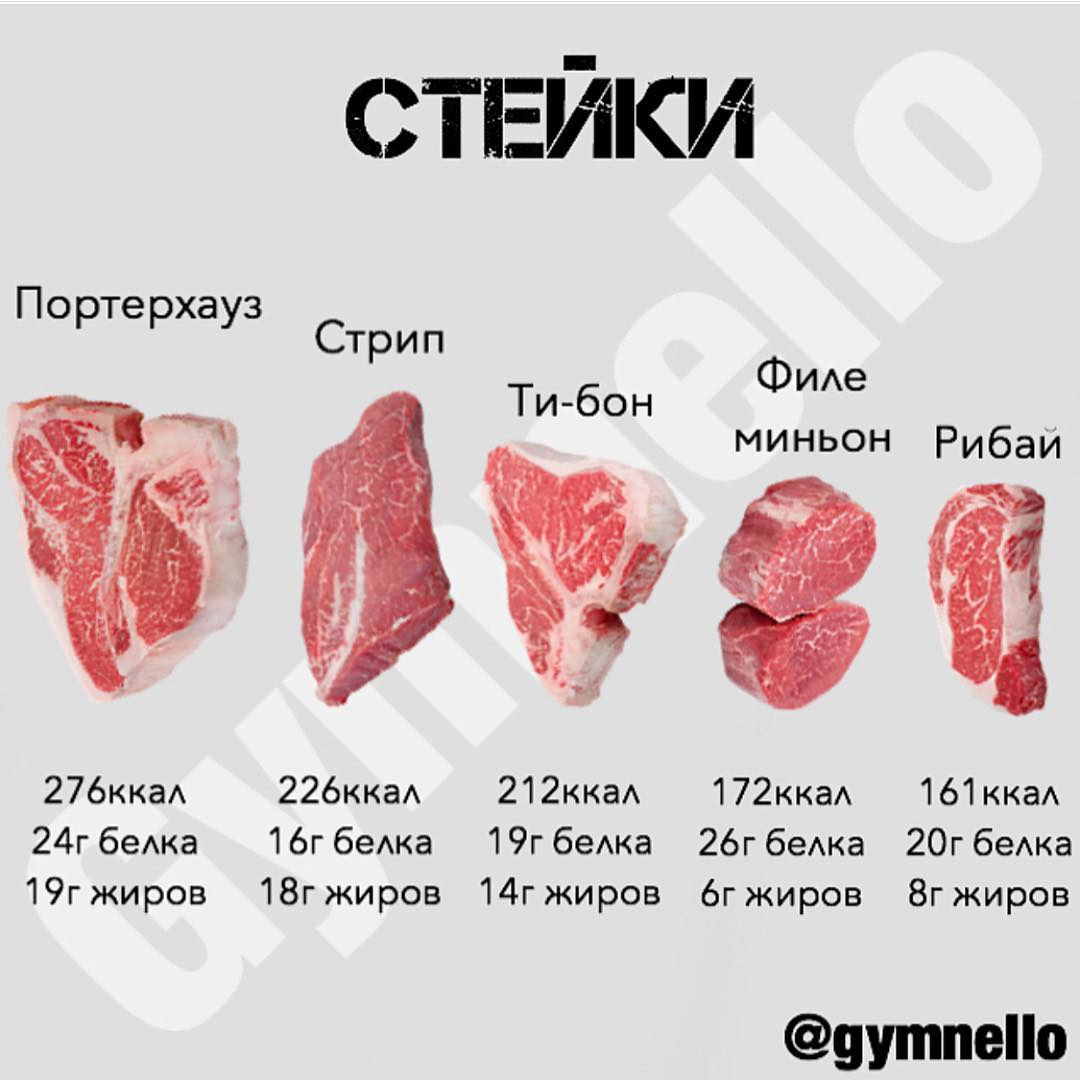 СТЕЙКИ
Портерхауз
Стрип
Ти-бон
Филе
миньон
Рибай
276ккал
24г белка
19г жиров
226ккал
16г белка
18г жиров
212ккал
19г белка
14г жиров
172ккал
26г белка
6г жиров
161ккал
20г белка
8г жиров
Gymnello
@gymnello